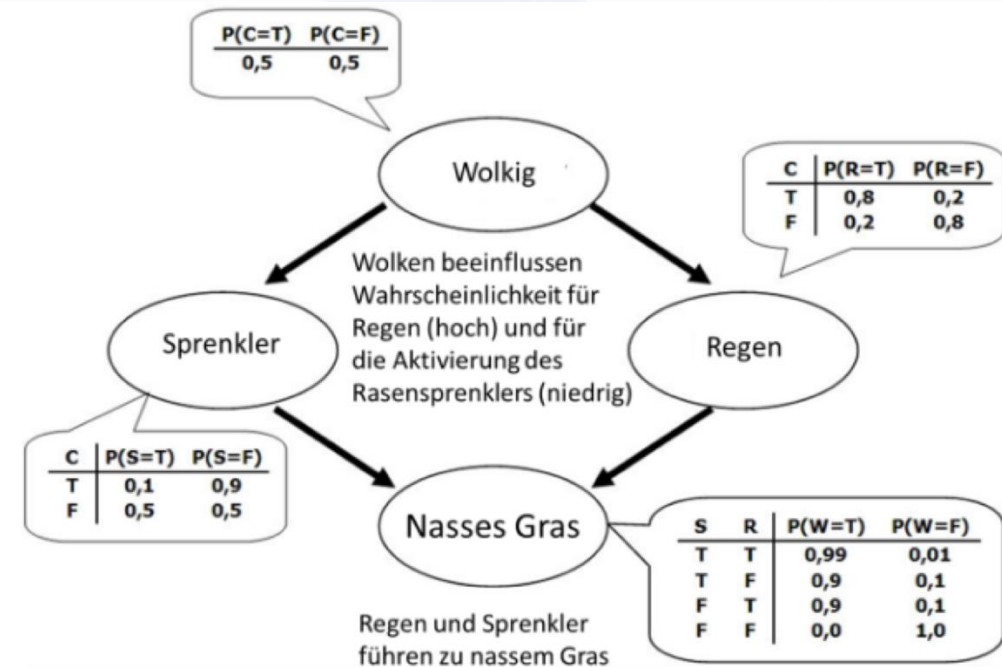 P(C=T) P(C=F)
0,5 0,5
Wolkig
C P(R=T) P(R=F)
T 0,8 0,2
F 0,2 0,8
Wolken beeinflussen
Wahrscheinlichkeit für
Regen (hoch) und für
die Aktivierung des
Rasensprenklers (niedrig)
Sprenkler
Regen
C P(S=T) P(S=F)
T 0,1 0,9
F 0,5 0,5
Nasses Gras
S R P(W=T) P(W=F)
T T 0,99 0,01
T F 0,9 0,1
F T 0,9 0,1
F F 0,0 1,0
Regen und Sprenkler
führen zu nassem Gras